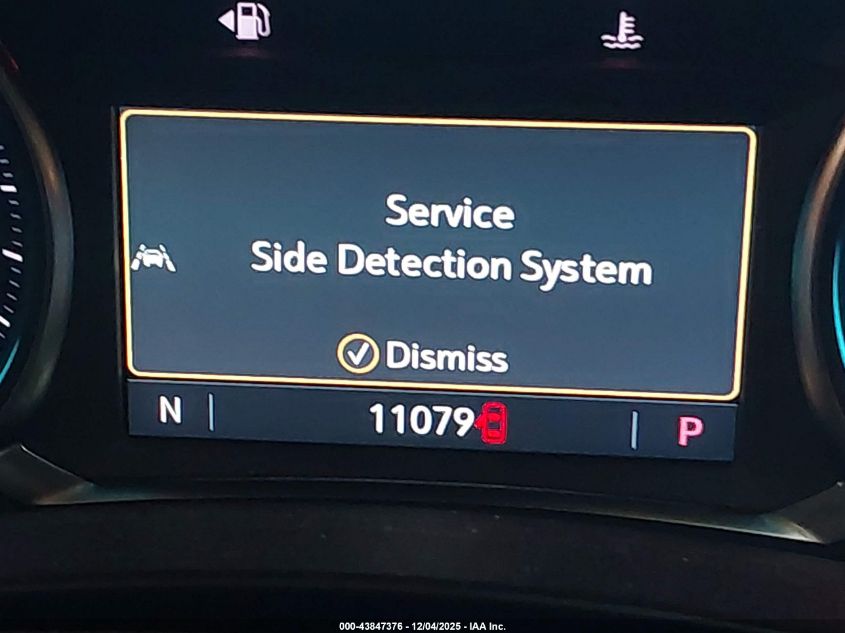 Service
Side Detection System
Dismiss
N 11079 P
000-43847376 - 12/04/2025 - IAA Inc.